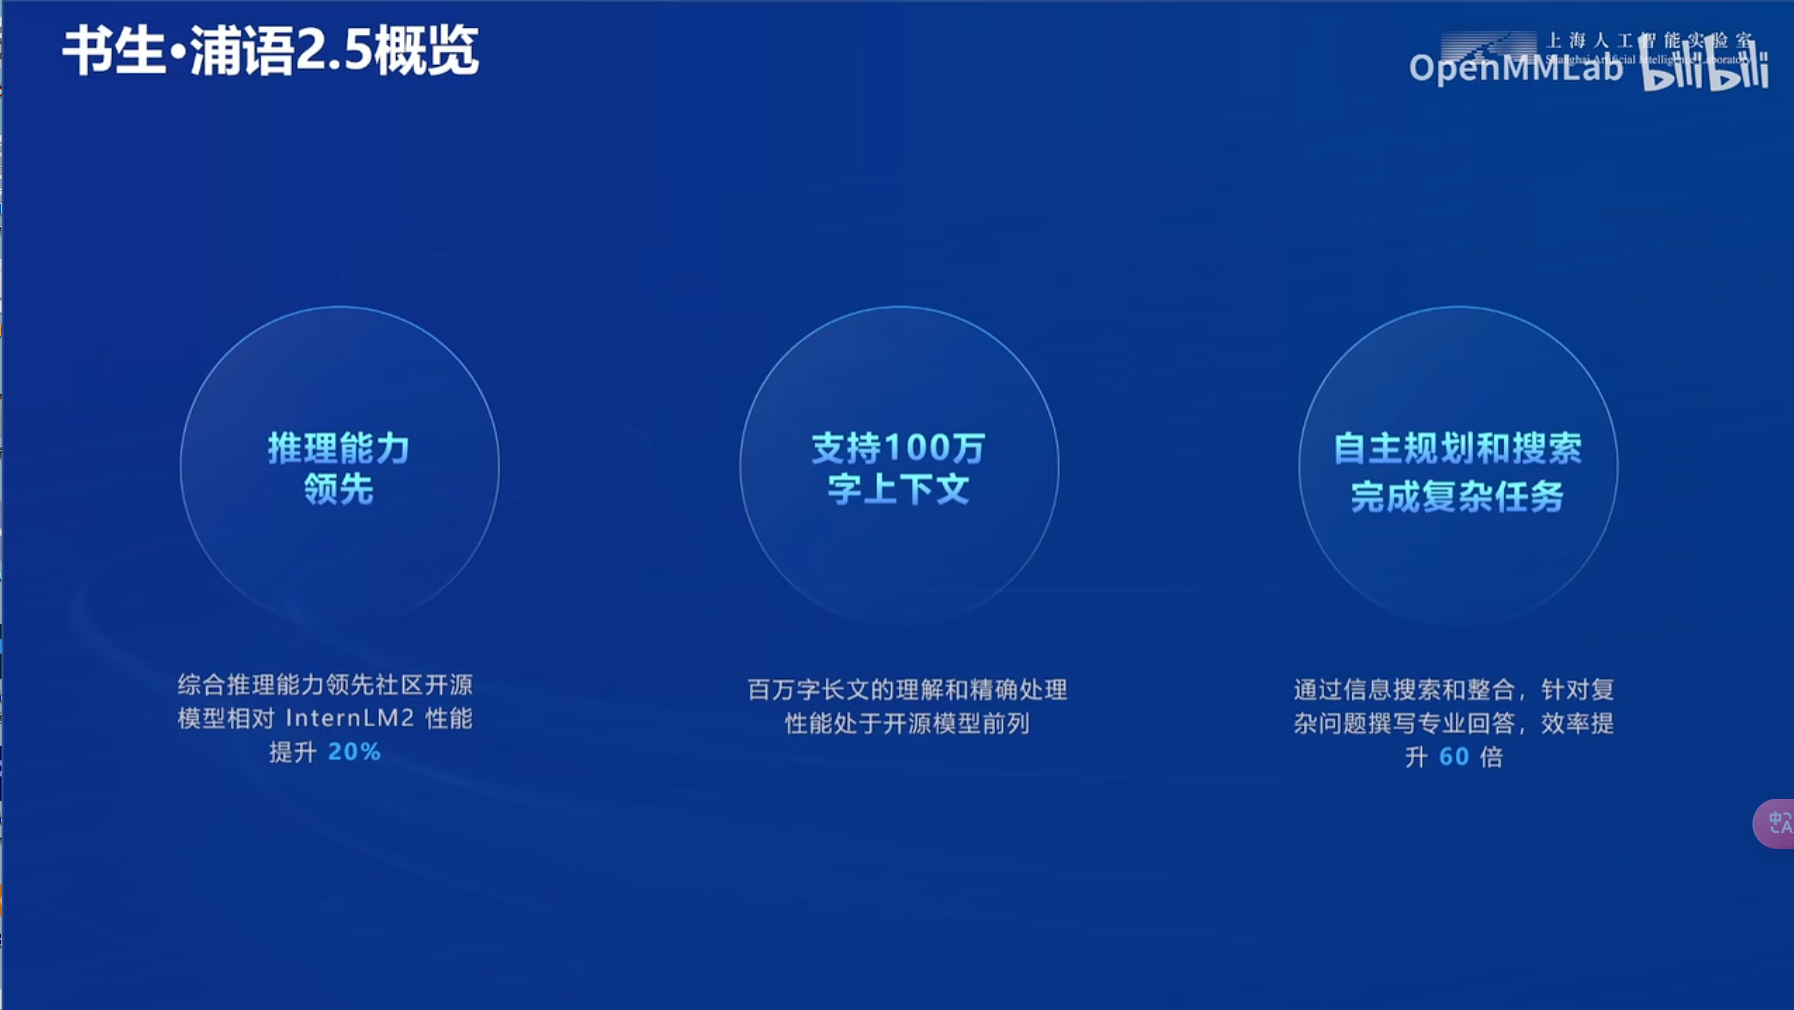 书生·浦语2.5概览
上海人工智能实验室
Shanghai Artificial Intelligence Laboratory
OpenMMLab bilibili
推理能力
领先
综合推理能力领先社区开源
模型相对 InternLM2 性能
提升 20%
支持100万
字上下文
百万字长文的理解和精确处理
性能处于开源模型前列
自主规划和搜索
完成复杂任务
通过信息搜索和整合，针对复
杂问题撰写专业回答，效率提
升 60 倍
中A